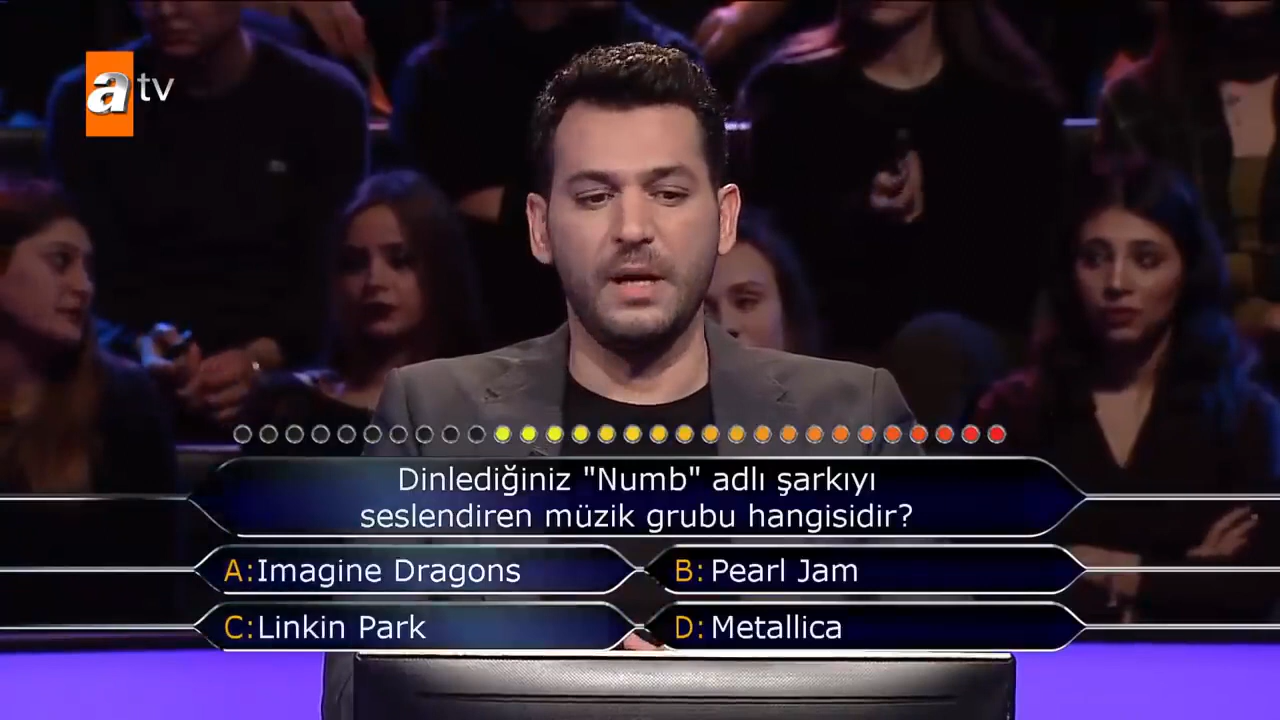 atv
Dinlediğiniz "Numb" adlı şarkıyı
seslendiren müzik grubu hangisidir?
A: Imagine Dragons
B: Pearl Jam
C: Linkin Park
D: Metallica